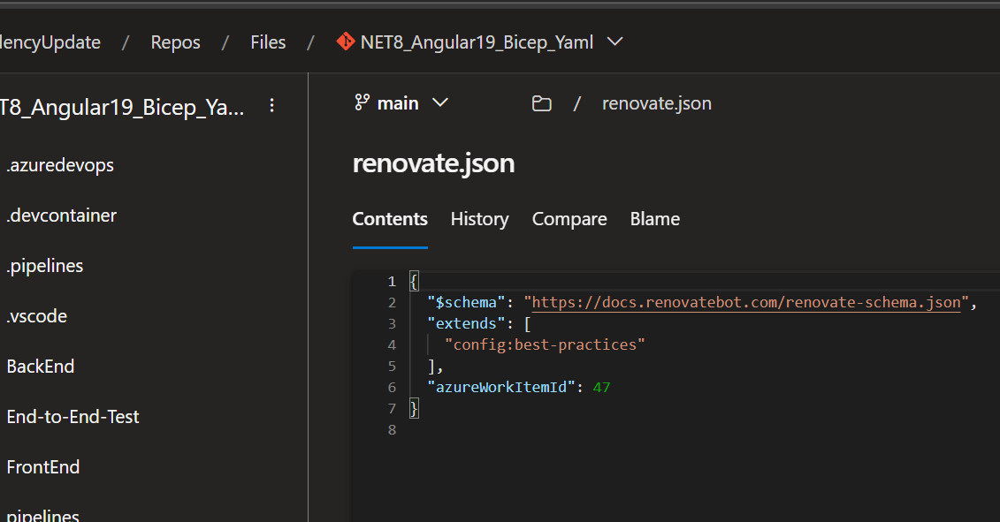 lencyUpdate / Repos / Files / NET8_Angular19_Bicep_Yaml
T8_Angular19_Bicep_Ya...
.azuredevops
.devcontainer
.pipelines
.vscode
BackEnd
End-to-End-Test
FrontEnd
pipelines
main / renovate.json
renovate.json
Contents History Compare Blame
1 {
2 "$schema": "https://docs.renovatebot.com/renovate-schema.json",
3 "extends": [
4 "config:best-practices"
5 ],
6 "azureWorkItemId": 47
7 }
8